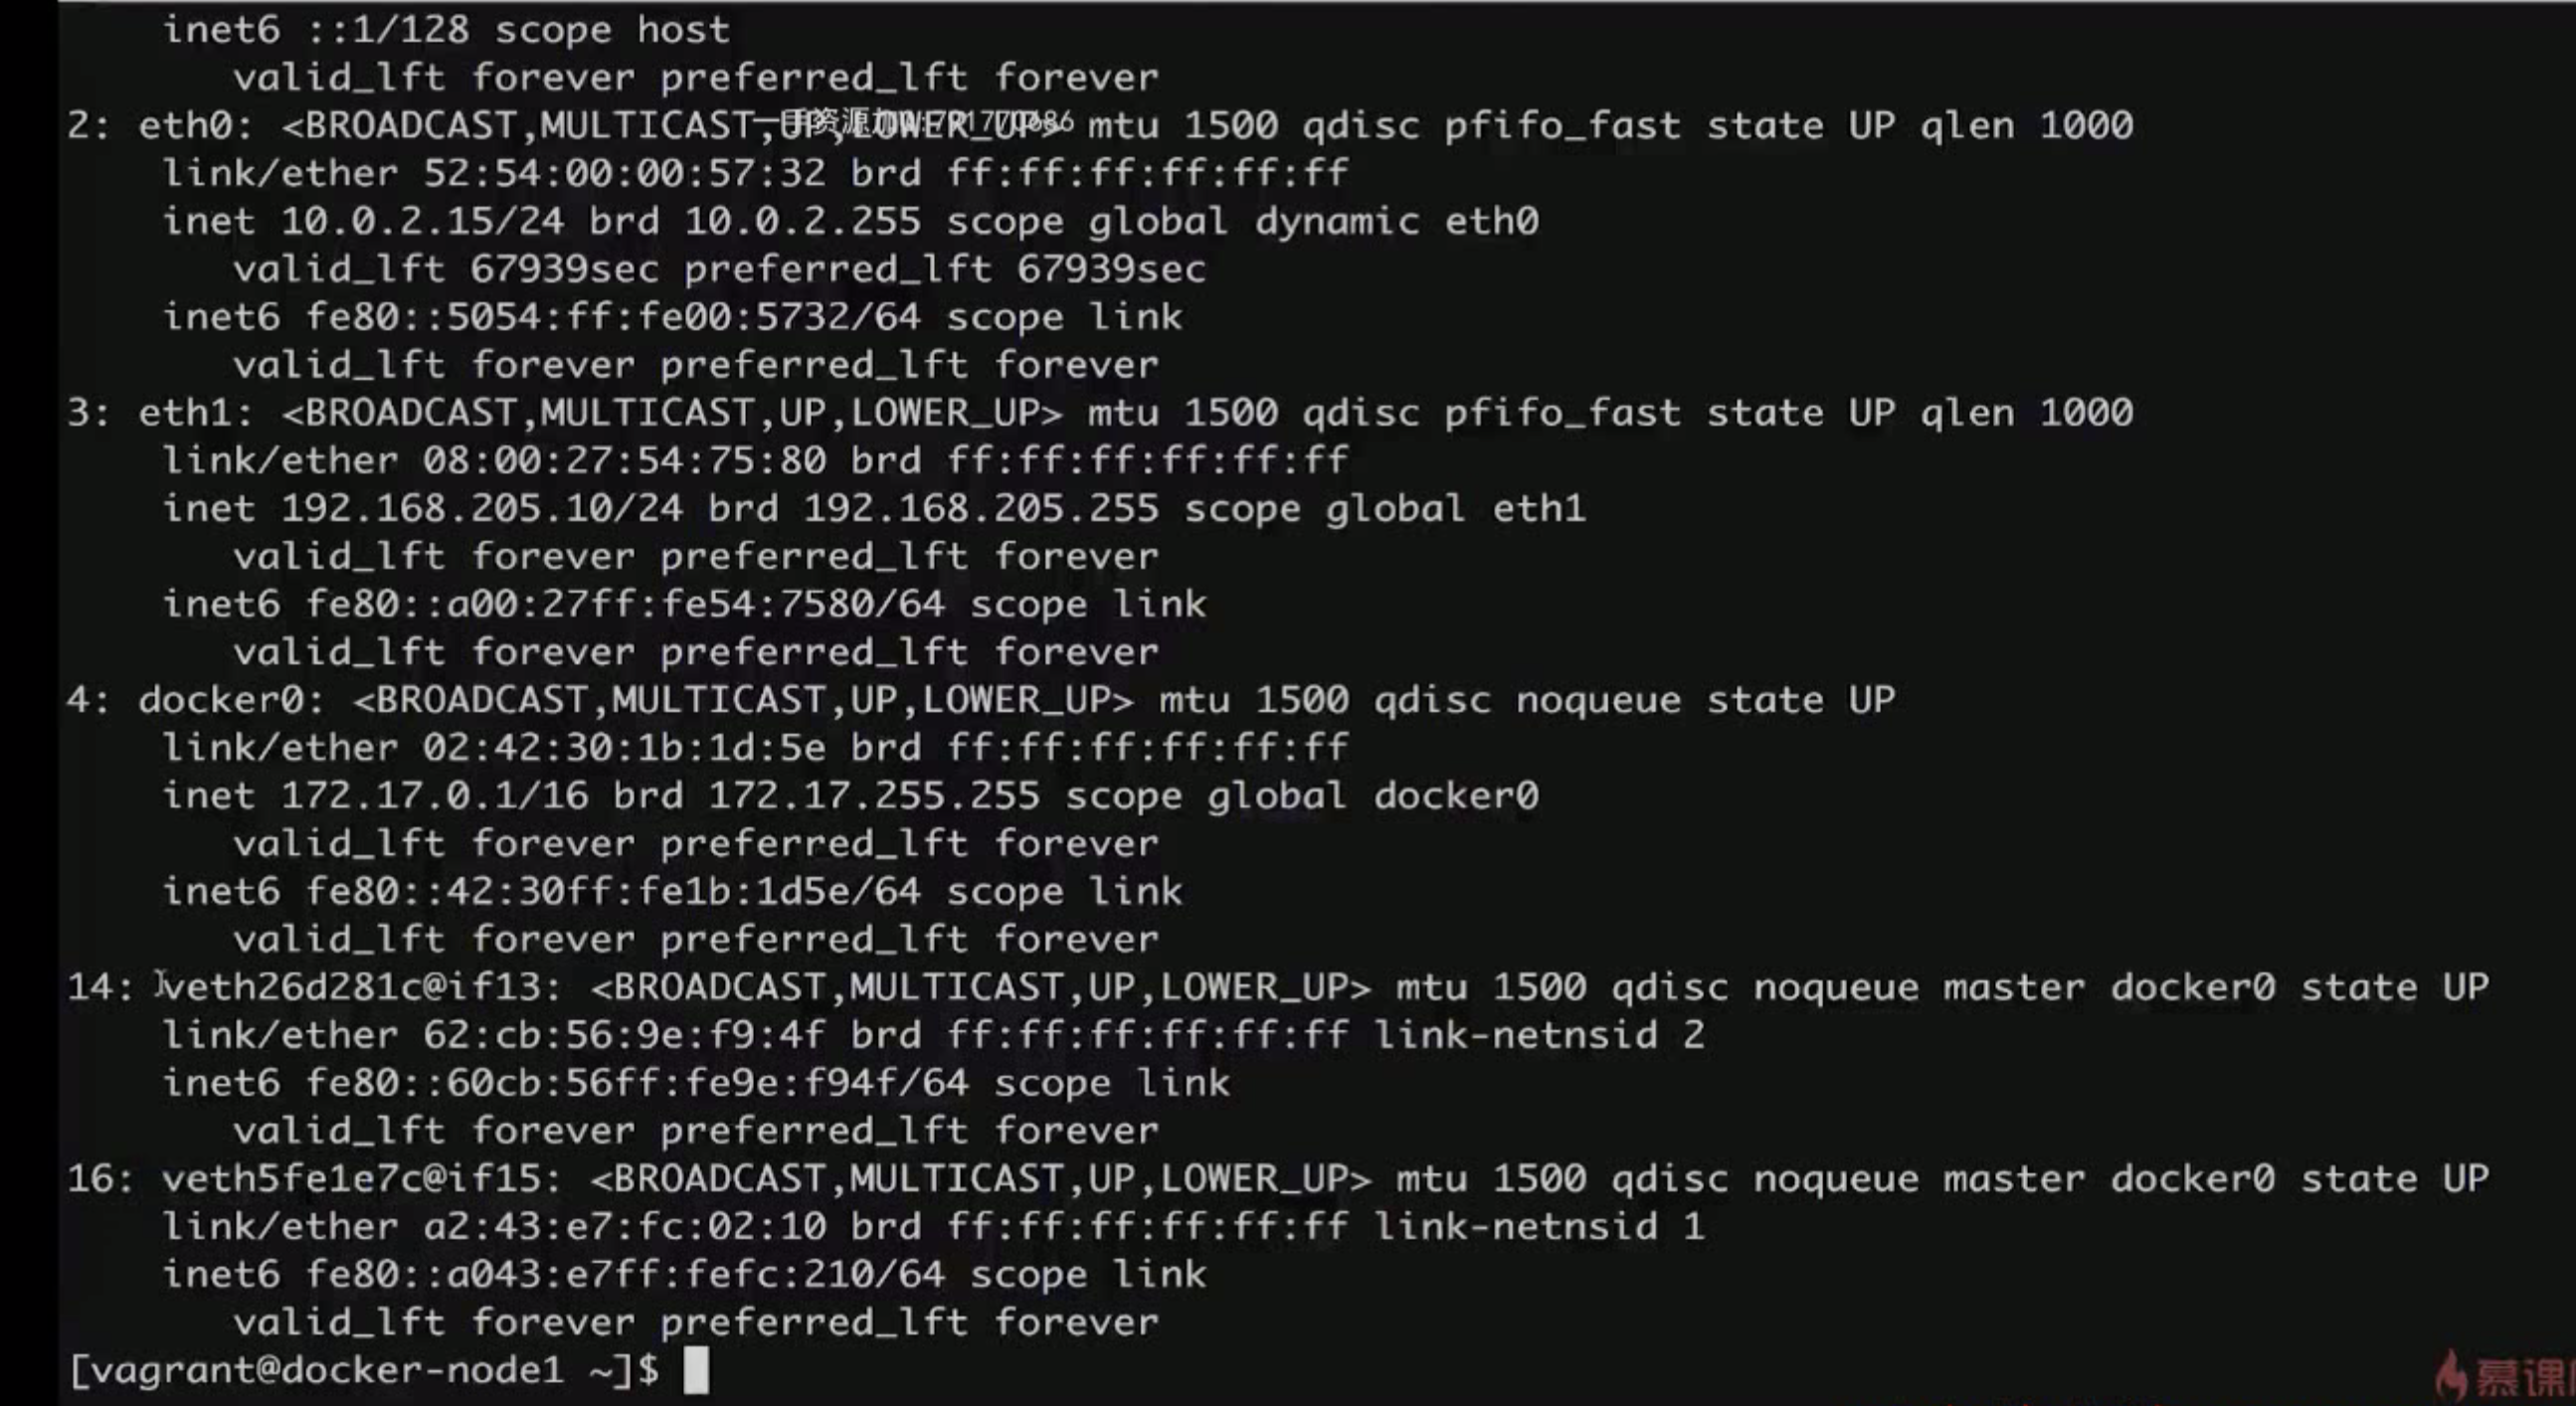 inet6 ::1/128 scope host
valid_lft forever preferred_lft forever
2: eth0: <BROADCAST,MULTICAST,UP,LOWER_UP> mtu 1500 qdisc pfifo_fast state UP qlen 1000
一手资源加
link/ether 52:54:00:00:57:32 brd ff:ff:ff:ff:ff:ff
inet 10.0.2.15/24 brd 10.0.2.255 scope global dynamic eth0
valid_lft 67939sec preferred_lft 67939sec
inet6 fe80::5054:ff:fe00:5732/64 scope link
valid_lft forever preferred_lft forever
3: eth1: <BROADCAST,MULTICAST,UP,LOWER_UP> mtu 1500 qdisc pfifo_fast state UP qlen 1000
link/ether 08:00:27:54:75:80 brd ff:ff:ff:ff:ff:ff
inet 192.168.205.10/24 brd 192.168.205.255 scope global eth1
valid_lft forever preferred_lft forever
inet6 fe80::a00:27ff:fe54:7580/64 scope link
valid_lft forever preferred_lft forever
4: docker0: <BROADCAST,MULTICAST,UP,LOWER_UP> mtu 1500 qdisc noqueue state UP
link/ether 02:42:30:1b:1d:5e brd ff:ff:ff:ff:ff:ff
inet 172.17.0.1/16 brd 172.17.255.255 scope global docker0
valid_lft forever preferred_lft forever
inet6 fe80::42:30ff:fe1b:1d5e/64 scope link
valid_lft forever preferred_lft forever
14: veth26d281c@if13: <BROADCAST,MULTICAST,UP,LOWER_UP> mtu 1500 qdisc noqueue master docker0 state UP
link/ether 62:cb:56:9e:f9:4f brd ff:ff:ff:ff:ff:ff link-netnsid 2
inet6 fe80::60cb:56ff:fe9e:f94f/64 scope link
valid_lft forever preferred_lft forever
16: veth5fe1e7c@if15: <BROADCAST,MULTICAST,UP,LOWER_UP> mtu 1500 qdisc noqueue master docker0 state UP
link/ether a2:43:e7:fc:02:10 brd ff:ff:ff:ff:ff:ff link-netnsid 1
inet6 fe80::a043:e7ff:fefc:210/64 scope link
valid_lft forever preferred_lft forever
[vagrant@docker-node1 ~]$
慕课